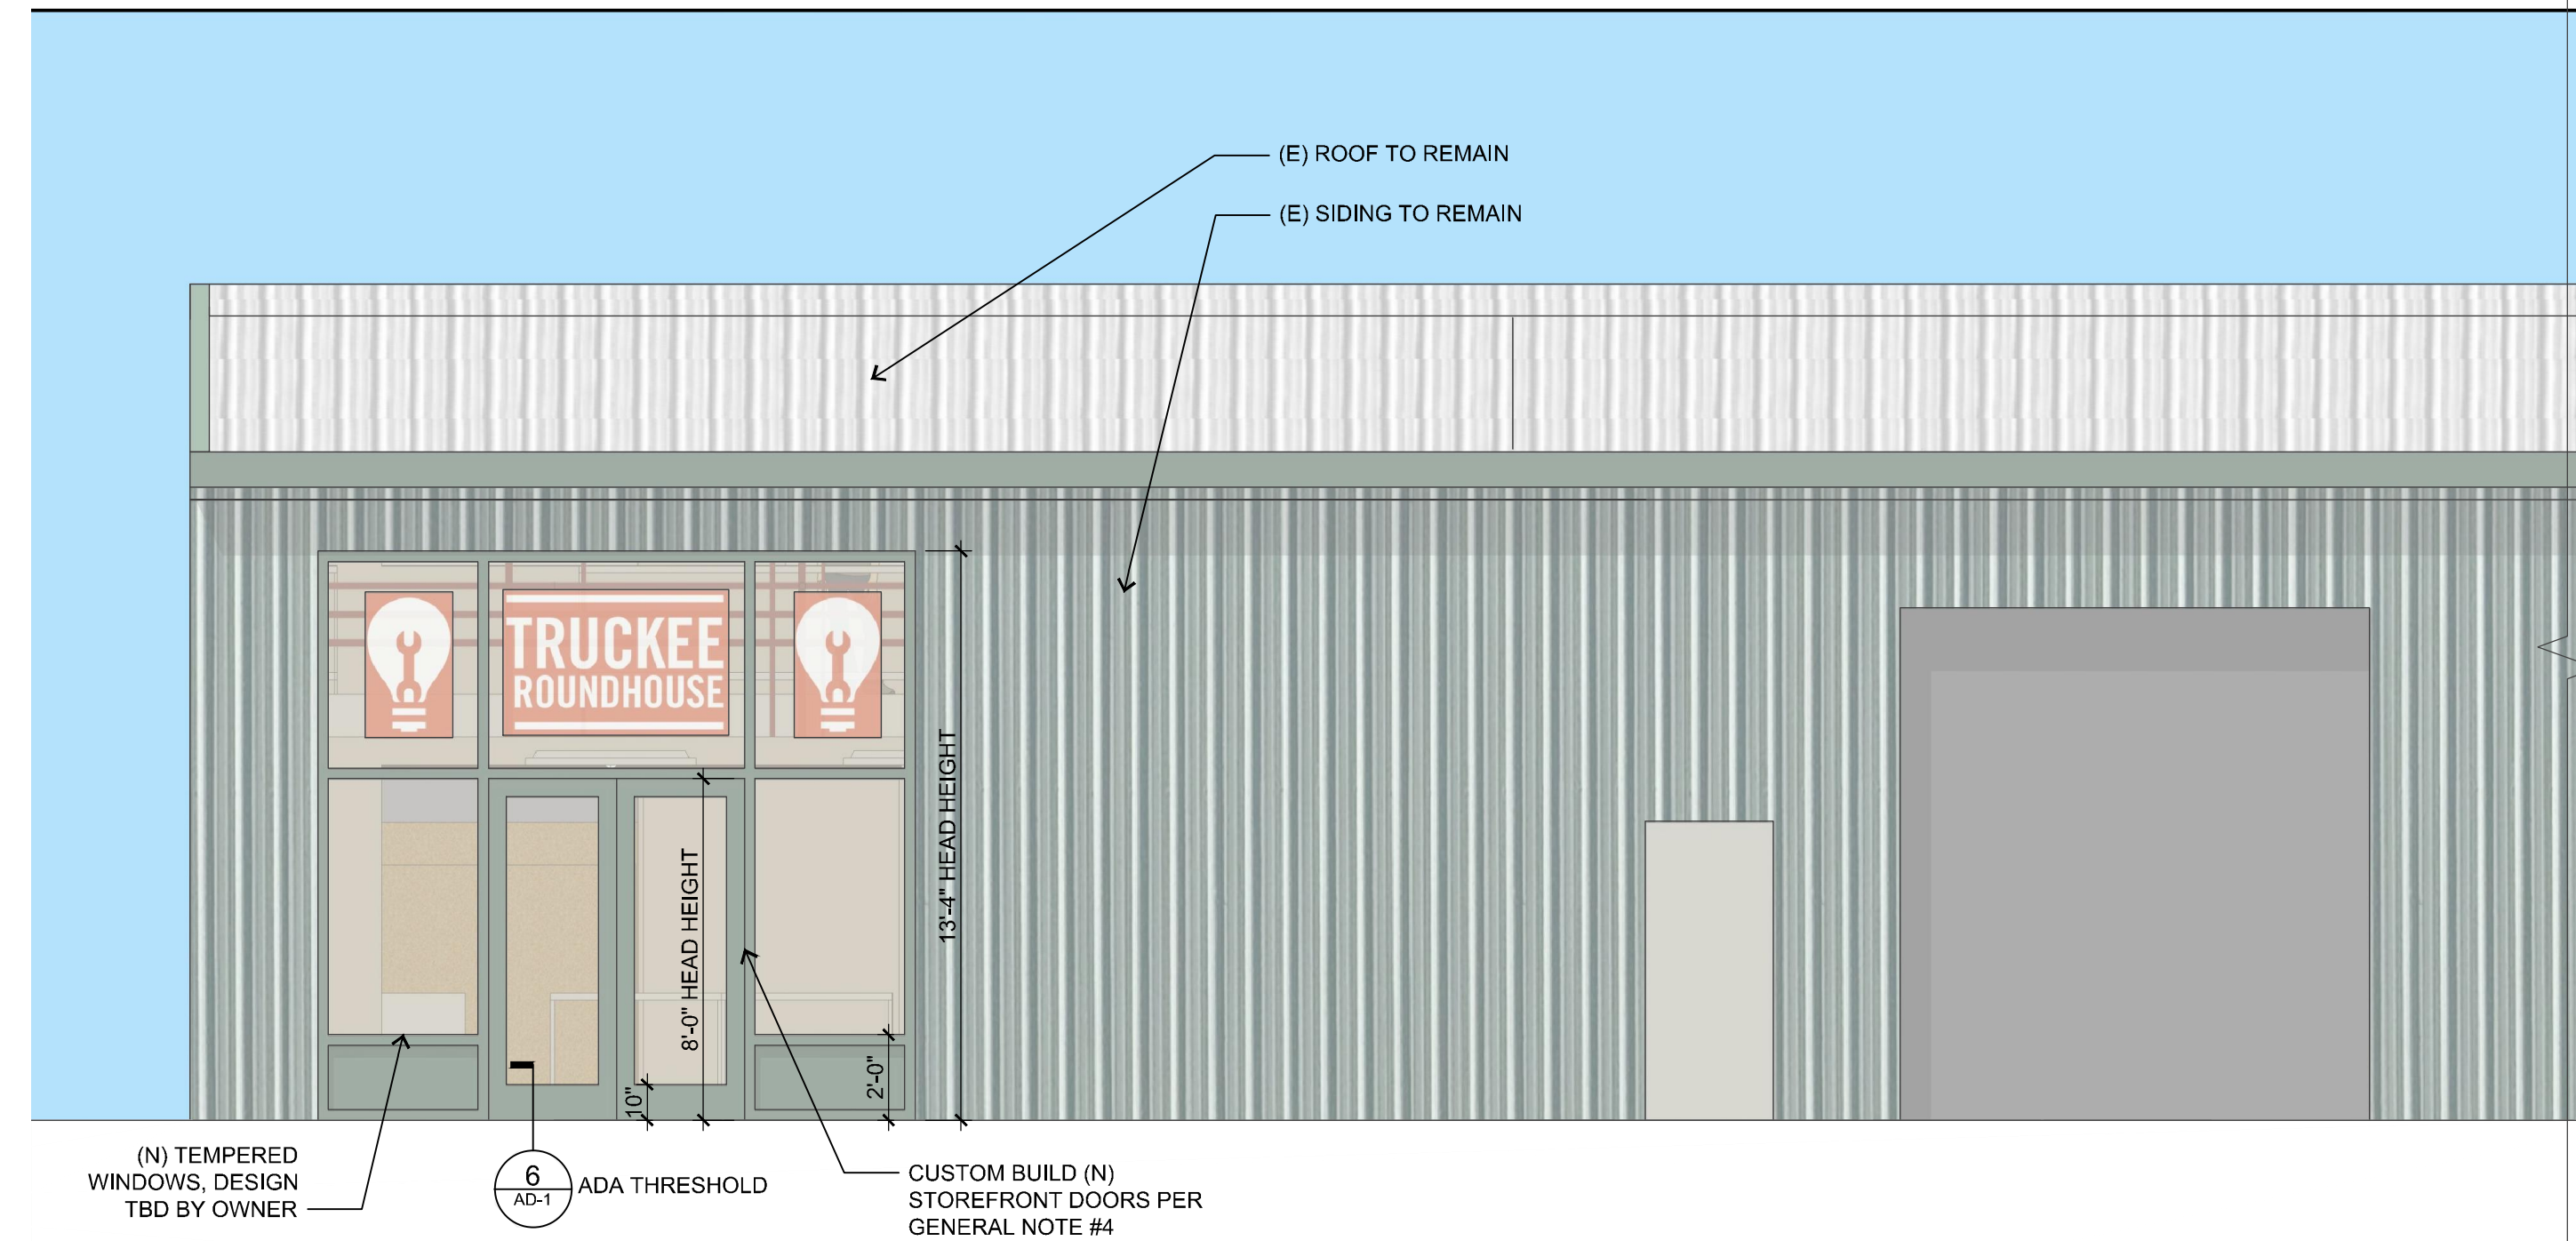 (E) ROOF TO REMAIN
(E) SIDING TO REMAIN
TRUCKEE
ROUNDHOUSE
13'-4" HEAD HEIGHT
8'-0" HEAD HEIGHT
10"
2'-0"
(N) TEMPERED
WINDOWS, DESIGN
TBD BY OWNER
6
AD-1
ADA THRESHOLD
CUSTOM BUILD (N)
STOREFRONT DOORS PER
GENERAL NOTE #4